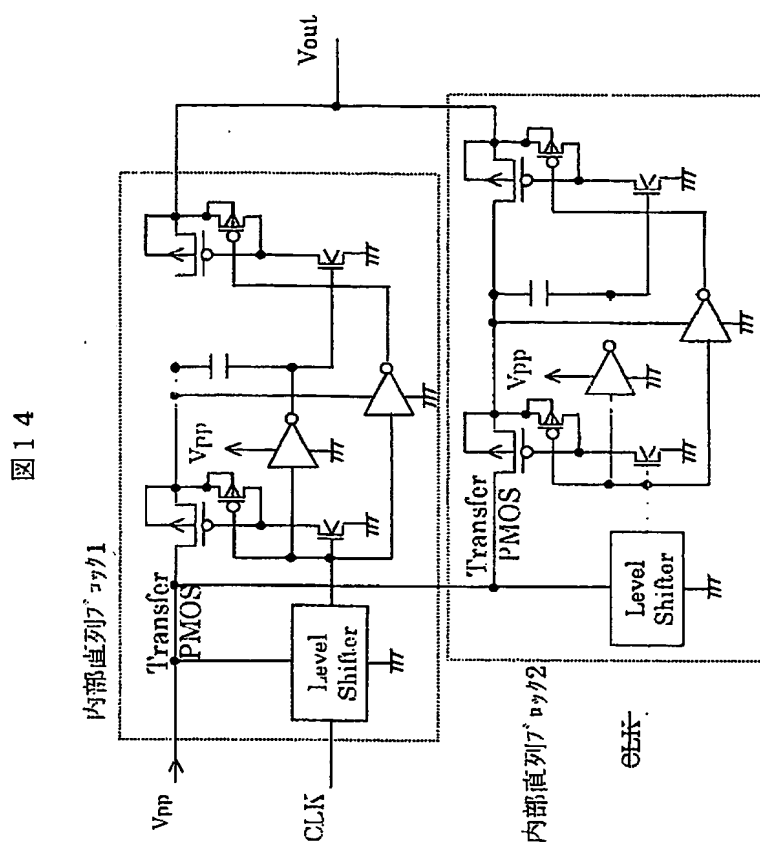 図14
内部直列ブロック1
Vpp
CLK
Level
Shifter
Transfer
PMOS
Vpp
Vout
内部直列ブロック2
CLK
Level
Shifter
Transfer
PMOS
Vpp